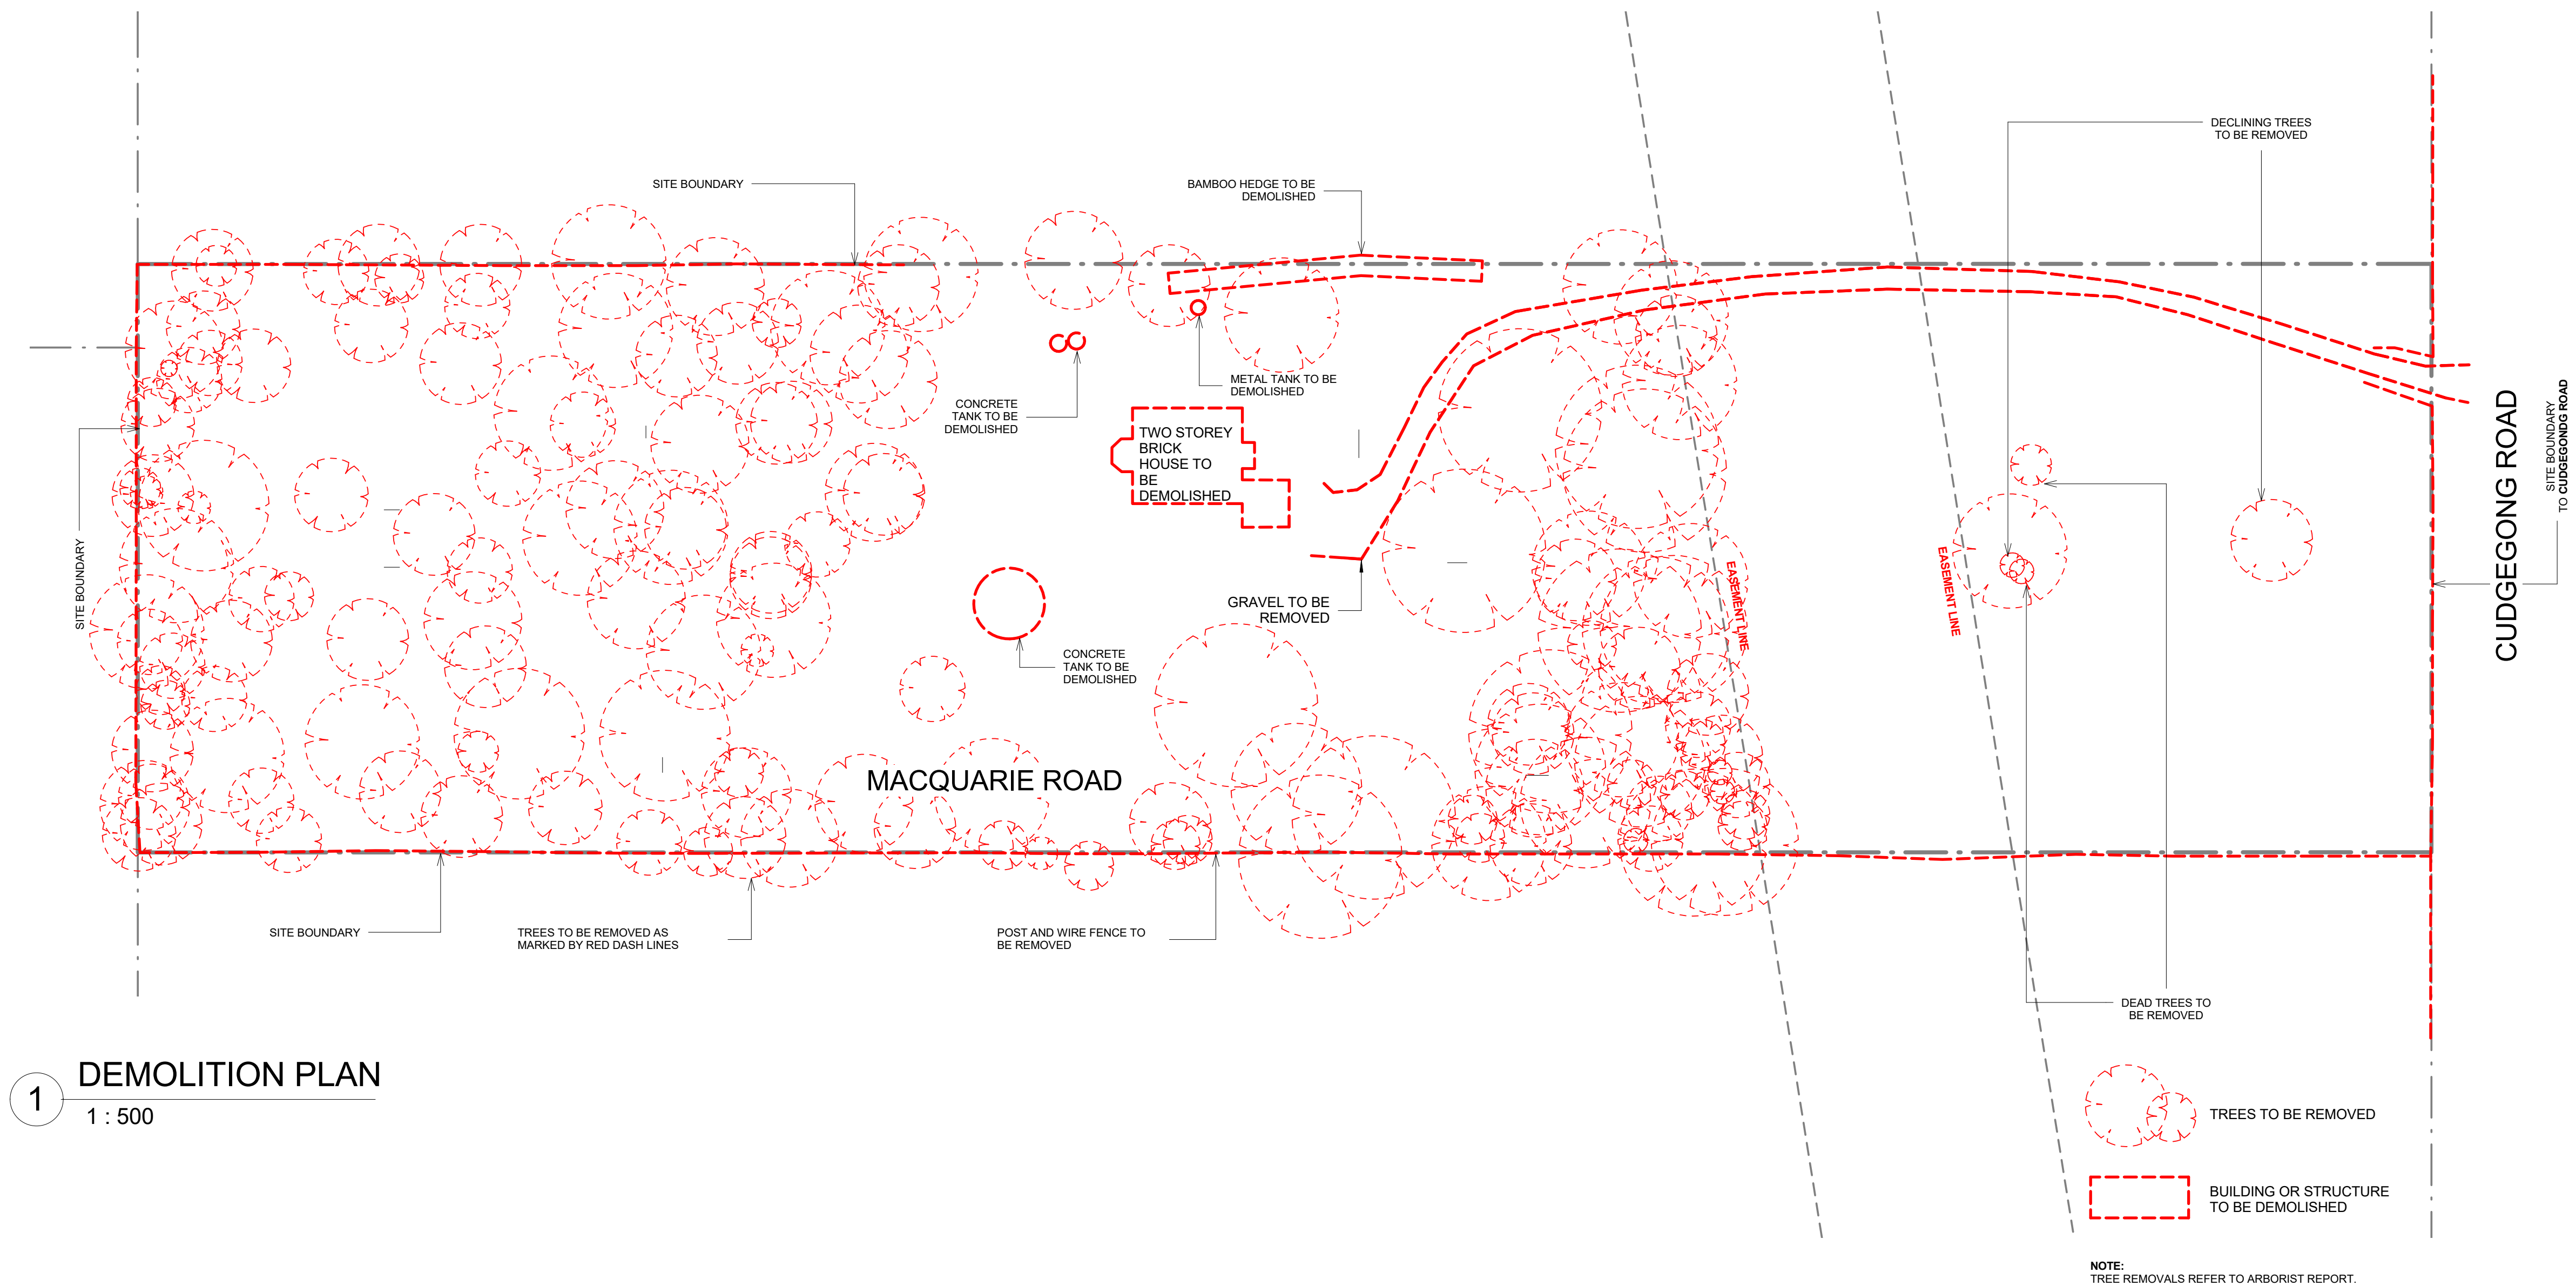 DECLINING TREES
TO BE REMOVED
SITE BOUNDARY
BAMBOO HEDGE TO BE
DEMOLISHED
METAL TANK TO BE
DEMOLISHED
CONCRETE
TANK TO BE
DEMOLISHED
TWO STOREY
BRICK
HOUSE TO
BE
DEMOLISHED
SITE BOUNDARY
TO CUDGEGONDG ROAD
CUDGEGONG ROAD
SITE BOUNDARY
EASEMENT LINE
EASEMENT LINE
GRAVEL TO BE
REMOVED
CONCRETE
TANK TO BE
DEMOLISHED
MACQUARIE ROAD
SITE BOUNDARY
TREES TO BE REMOVED AS
MARKED BY RED DASH LINES
POST AND WIRE FENCE TO
BE REMOVED
DEAD TREES TO
BE REMOVED
1
DEMOLITION PLAN
1 : 500
TREES TO BE REMOVED
BUILDING OR STRUCTURE
TO BE DEMOLISHED
NOTE:
TREE REMOVALS REFER TO ARBORIST REPORT.